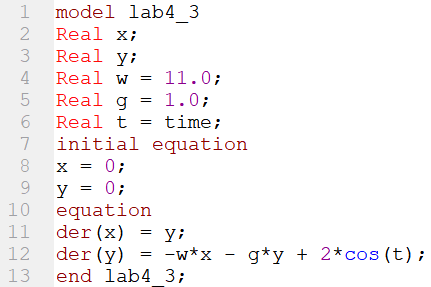 1 model lab4_3
2 Real x;
3 Real y;
4 Real w = 11.0;
5 Real g = 1.0;
6 Real t = time;
7 initial equation
8 x = 0;
9 y = 0;
10 equation
11 der(x) = y;
12 der(y) = -w*x - g*y + 2*cos(t);
13 end lab4_3;